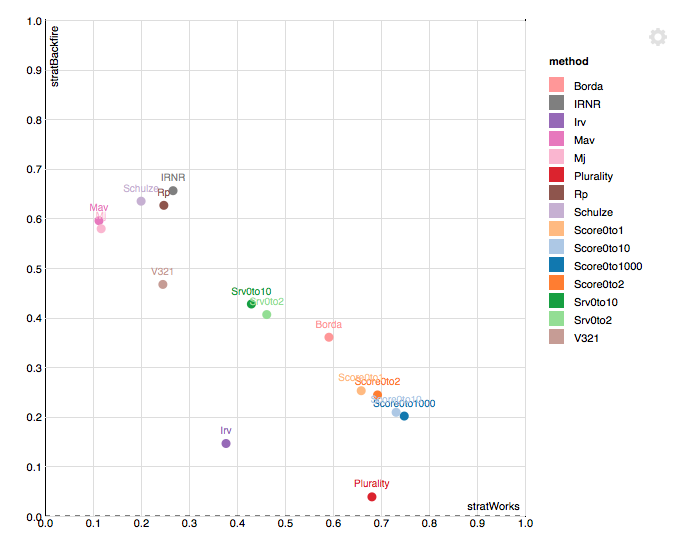 1.0
stratBackfire
0.9
0.8
0.7
IRNR
Schulze
Rp
Mav
Mj
0.6
0.5
V321
Srv0to10
Srv0to2
0.4
Borda
0.3
Score0to1
Score0to2
Score0to10
Score0to1000
0.2
Irv
0.1
Plurality
stratWorks
0.0
0.0 0.1 0.2 0.3 0.4 0.5 0.6 0.7 0.8 0.9 1.0
method
Borda
IRNR
Irv
Mav
Mj
Plurality
Rp
Schulze
Score0to1
Score0to10
Score0to1000
Score0to2
Srv0to10
Srv0to2
V321